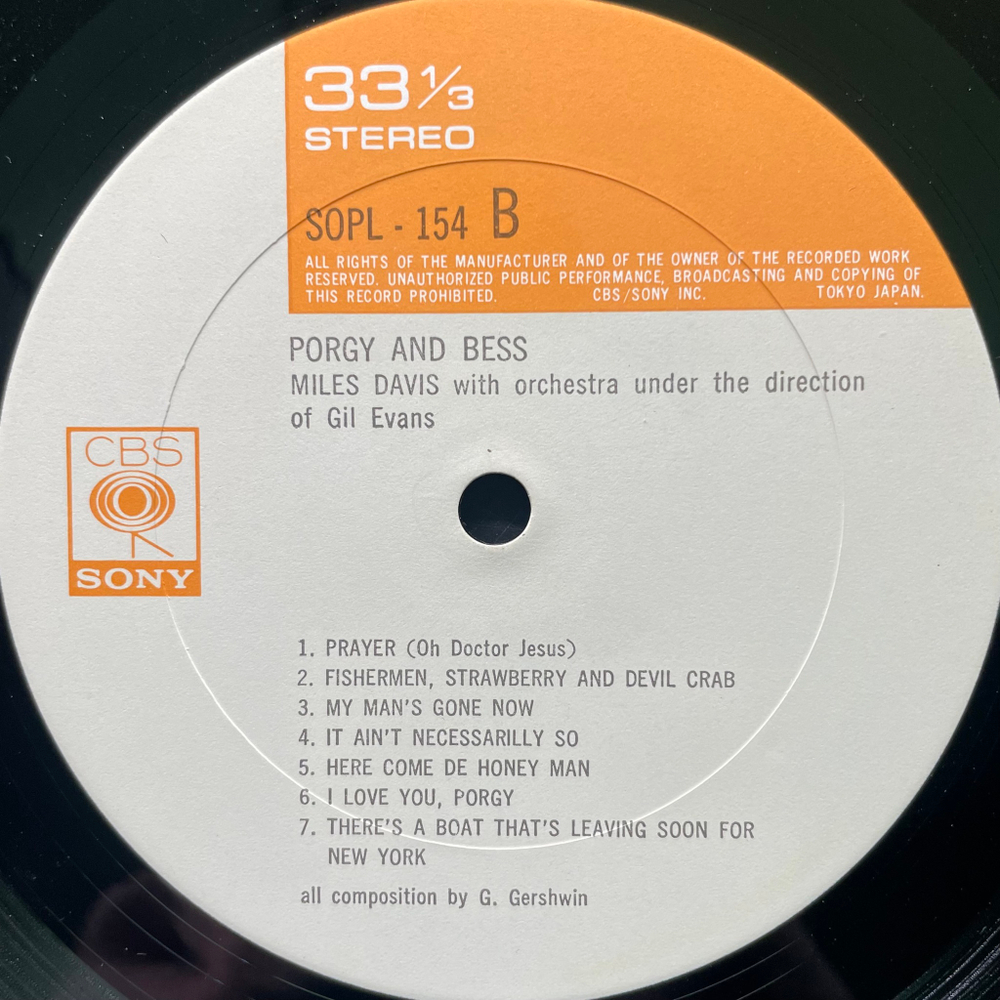 33 1/3
STEREO
SOPL - 154 B
ALL RIGHTS OF THE MANUFACTURER AND OF THE OWNER OF THE RECORDED WORK
RESERVED. UNAUTHORIZED PUBLIC PERFORMANCE, BROADCASTING AND COPYING OF
THIS RECORD PROHIBITED. CBS/SONY INC. TOKYO JAPAN.
PORGY AND BESS
MILES DAVIS with orchestra under the direction
of Gil Evans
CBS
SONY
1. PRAYER (Oh Doctor Jesus)
2. FISHERMEN, STRAWBERRY AND DEVIL CRAB
3. MY MAN'S GONE NOW
4. IT AIN'T NECESSARILLY SO
5. HERE COME DE HONEY MAN
6. I LOVE YOU, PORGY
7. THERE'S A BOAT THAT'S LEAVING SOON FOR
NEW YORK
all composition by G. Gershwin